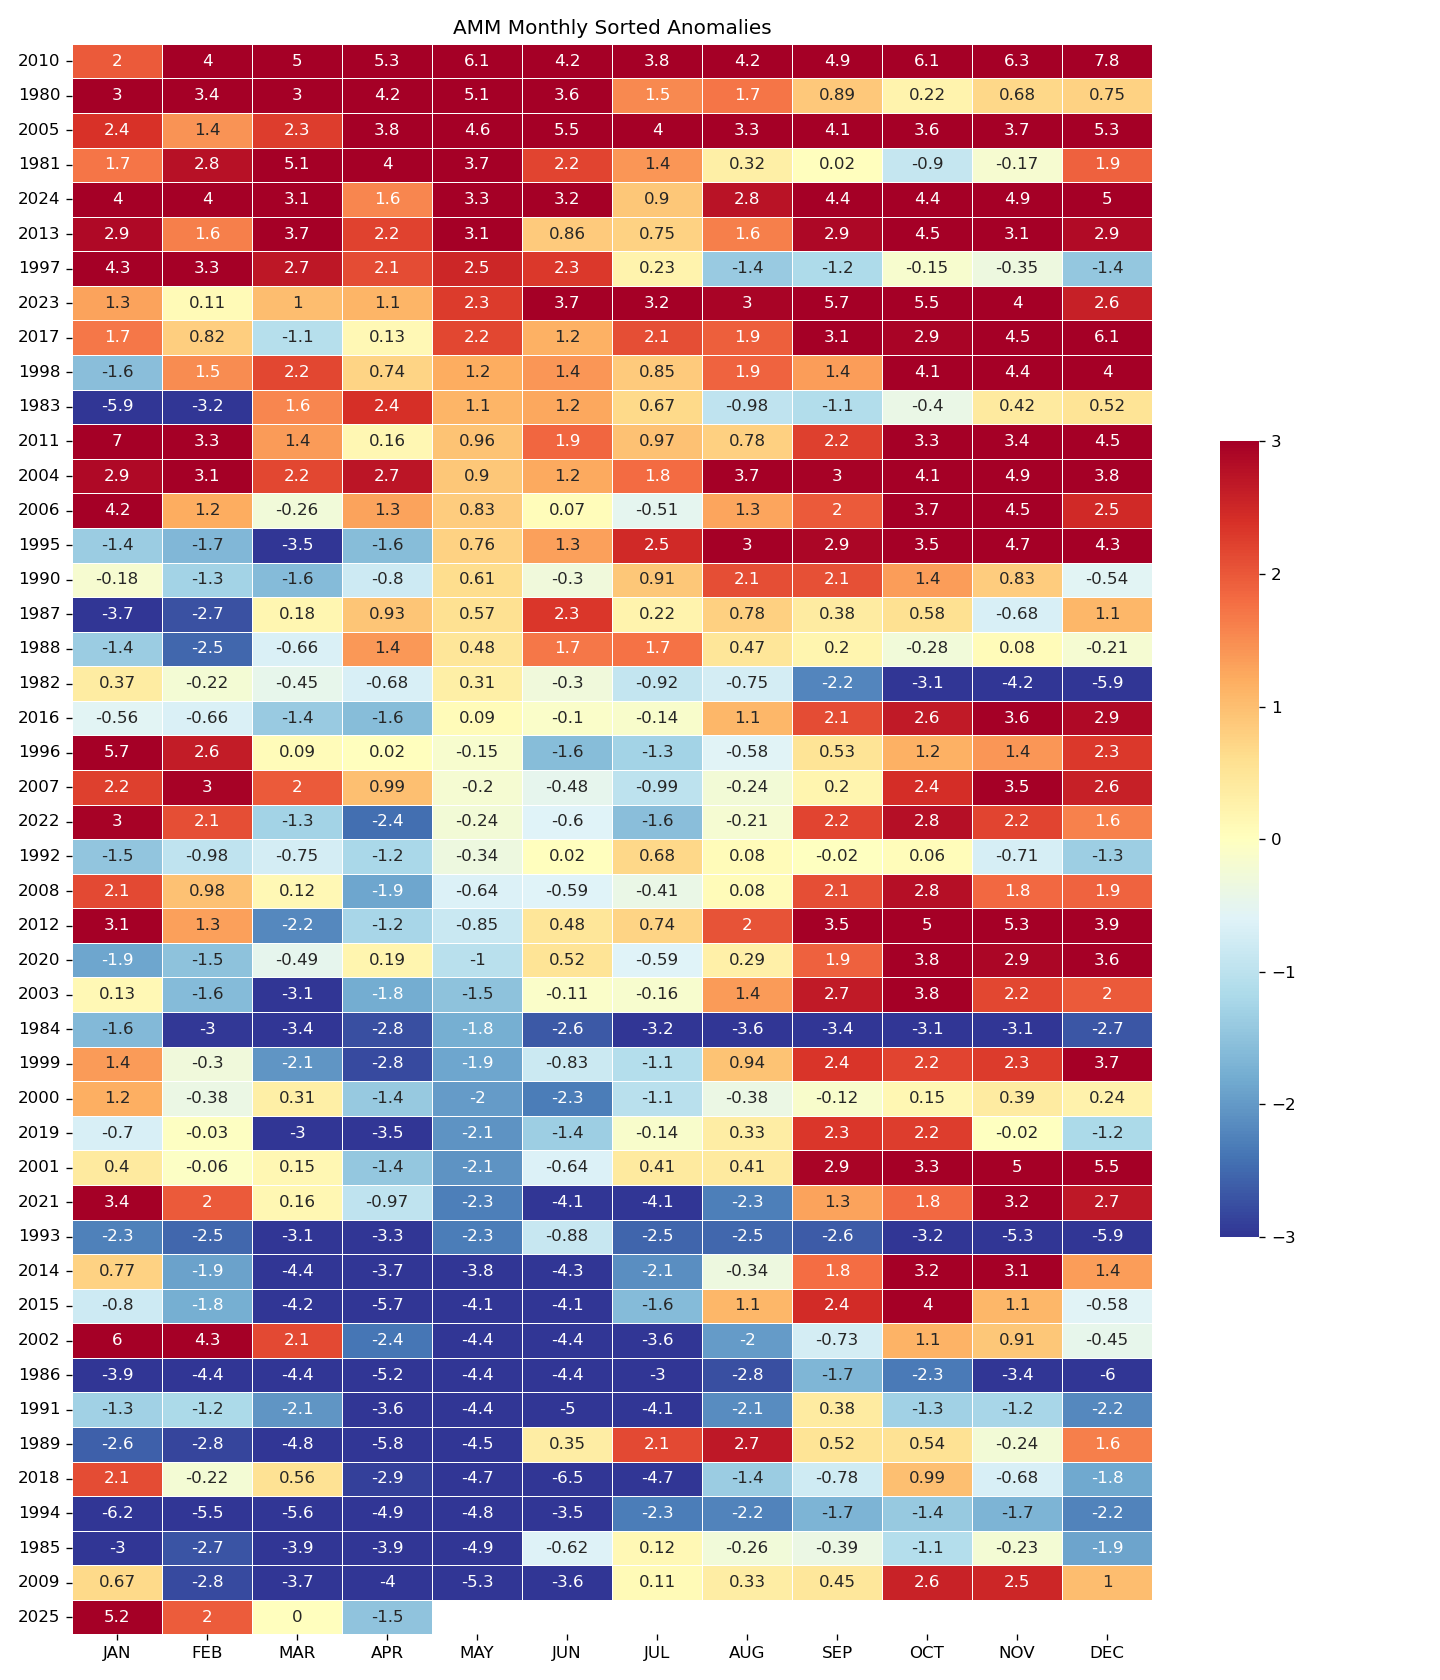 AMM Monthly Sorted Anomalies
2010 2 4 5 5.3 6.1 4.2 3.8 4.2 4.9 6.1 6.3 7.8
1980 3 3.4 3 4.2 5.1 3.6 1.5 1.7 0.89 0.22 0.68 0.75
2005 2.4 1.4 2.3 3.8 4.6 5.5 4 3.3 4.1 3.6 3.7 5.3
1981 1.7 2.8 5.1 4 3.7 2.2 1.4 0.32 0.02 -0.9 -0.17 1.9
2024 4 4 3.1 1.6 3.3 3.2 0.9 2.8 4.4 4.4 4.9 5
2013 2.9 1.6 3.7 2.2 3.1 0.86 0.75 1.6 2.9 4.5 3.1 2.9
1997 4.3 3.3 2.7 2.1 2.5 2.3 0.23 -1.4 -1.2 -0.15 -0.35 -1.4
2023 1.3 0.11 1 1.1 2.3 3.7 3.2 3 5.7 5.5 4 2.6
2017 1.7 0.82 -1.1 0.13 2.2 1.2 2.1 1.9 3.1 2.9 4.5 6.1
1998 -1.6 1.5 2.2 0.74 1.2 1.4 0.85 1.9 1.4 4.1 4.4 4
1983 -5.9 -3.2 1.6 2.4 1.1 1.2 0.67 -0.98 -1.1 -0.4 0.42 0.52
2011 7 3.3 1.4 0.16 0.96 1.9 0.97 0.78 2.2 3.3 3.4 4.5
2004 2.9 3.1 2.2 2.7 0.9 1.2 1.8 3.7 3 4.1 4.9 3.8
2006 4.2 1.2 -0.26 1.3 0.83 0.07 -0.51 1.3 2 3.7 4.5 2.5
1995 -1.4 -1.7 -3.5 -1.6 0.76 1.3 2.5 3 2.9 3.5 4.7 4.3
1990 -0.18 -1.3 -1.6 -0.8 0.61 -0.3 0.91 2.1 2.1 1.4 0.83 -0.54
1987 -3.7 -2.7 0.18 0.93 0.57 2.3 0.22 0.78 0.38 0.58 -0.68 1.1
1988 -1.4 -2.5 -0.66 1.4 0.48 1.7 1.7 0.47 0.2 -0.28 0.08 -0.21
1982 0.37 -0.22 -0.45 -0.68 0.31 -0.3 -0.92 -0.75 -2.2 -3.1 -4.2 -5.9
2016 -0.56 -0.66 -1.4 -1.6 0.09 -0.1 -0.14 1.1 2.1 2.6 3.6 2.9
1996 5.7 2.6 0.09 0.02 -0.15 -1.6 -1.3 -0.58 0.53 1.2 1.4 2.3
2007 2.2 3 2 0.99 -0.2 -0.48 -0.99 -0.24 0.2 2.4 3.5 2.6
2022 3 2.1 -1.3 -2.4 -0.24 -0.6 -1.6 -0.21 2.2 2.8 2.2 1.6
1992 -1.5 -0.98 -0.75 -1.2 -0.34 0.02 0.68 0.08 -0.02 0.06 -0.71 -1.3
2008 2.1 0.98 0.12 -1.9 -0.64 -0.59 -0.41 0.08 2.1 2.8 1.8 1.9
2012 3.1 1.3 -2.2 -1.2 -0.85 0.48 0.74 2 3.5 5 5.3 3.9
2020 -1.9 -1.5 -0.49 0.19 -1 0.52 -0.59 0.29 1.9 3.8 2.9 3.6
2003 0.13 -1.6 -3.1 -1.8 -1.5 -0.11 -0.16 1.4 2.7 3.8 2.2 2
1984 -1.6 -3 -3.4 -2.8 -1.8 -2.6 -3.2 -3.6 -3.4 -3.1 -3.1 -2.7
1999 1.4 -0.3 -2.1 -2.8 -1.9 -0.83 -1.1 0.94 2.4 2.2 2.3 3.7
2000 1.2 -0.38 0.31 -1.4 -2 -2.3 -1.1 -0.38 -0.12 0.15 0.39 0.24
2019 -0.7 -0.03 -3 -3.5 -2.1 -1.4 -0.14 0.33 2.3 2.2 -0.02 -1.2
2001 0.4 -0.06 0.15 -1.4 -2.1 -0.64 0.41 0.41 2.9 3.3 5 5.5
2021 3.4 2 0.16 -0.97 -2.3 -4.1 -4.1 -2.3 1.3 1.8 3.2 2.7
1993 -2.3 -2.5 -3.1 -3.3 -2.3 -0.88 -2.5 -2.5 -2.6 -3.2 -5.3 -5.9
2014 0.77 -1.9 -4.4 -3.7 -3.8 -4.3 -2.1 -0.34 1.8 3.2 3.1 1.4
2015 -0.8 -1.8 -4.2 -5.7 -4.1 -4.1 -1.6 1.1 2.4 4 1.1 -0.58
2002 6 4.3 2.1 -2.4 -4.4 -4.4 -3.6 -2 -0.73 1.1 0.91 -0.45
1986 -3.9 -4.4 -4.4 -5.2 -4.4 -4.4 -3 -2.8 -1.7 -2.3 -3.4 -6
1991 -1.3 -1.2 -2.1 -3.6 -4.4 -5 -4.1 -2.1 0.38 -1.3 -1.2 -2.2
1989 -2.6 -2.8 -4.8 -5.8 -4.5 0.35 2.1 2.7 0.52 0.54 -0.24 1.6
2018 2.1 -0.22 0.56 -2.9 -4.7 -6.5 -4.7 -1.4 -0.78 0.99 -0.68 -1.8
1994 -6.2 -5.5 -5.6 -4.9 -4.8 -3.5 -2.3 -2.2 -1.7 -1.4 -1.7 -2.2
1985 -3 -2.7 -3.9 -3.9 -4.9 -0.62 0.12 -0.26 -0.39 -1.1 -0.23 -1.9
2009 0.67 -2.8 -3.7 -4 -5.3 -3.6 0.11 0.33 0.45 2.6 2.5 1
2025 5.2 2 0 -1.5
JAN FEB MAR APR MAY JUN JUL AUG SEP OCT NOV DEC
3
2
1
0
−1
−2
−3